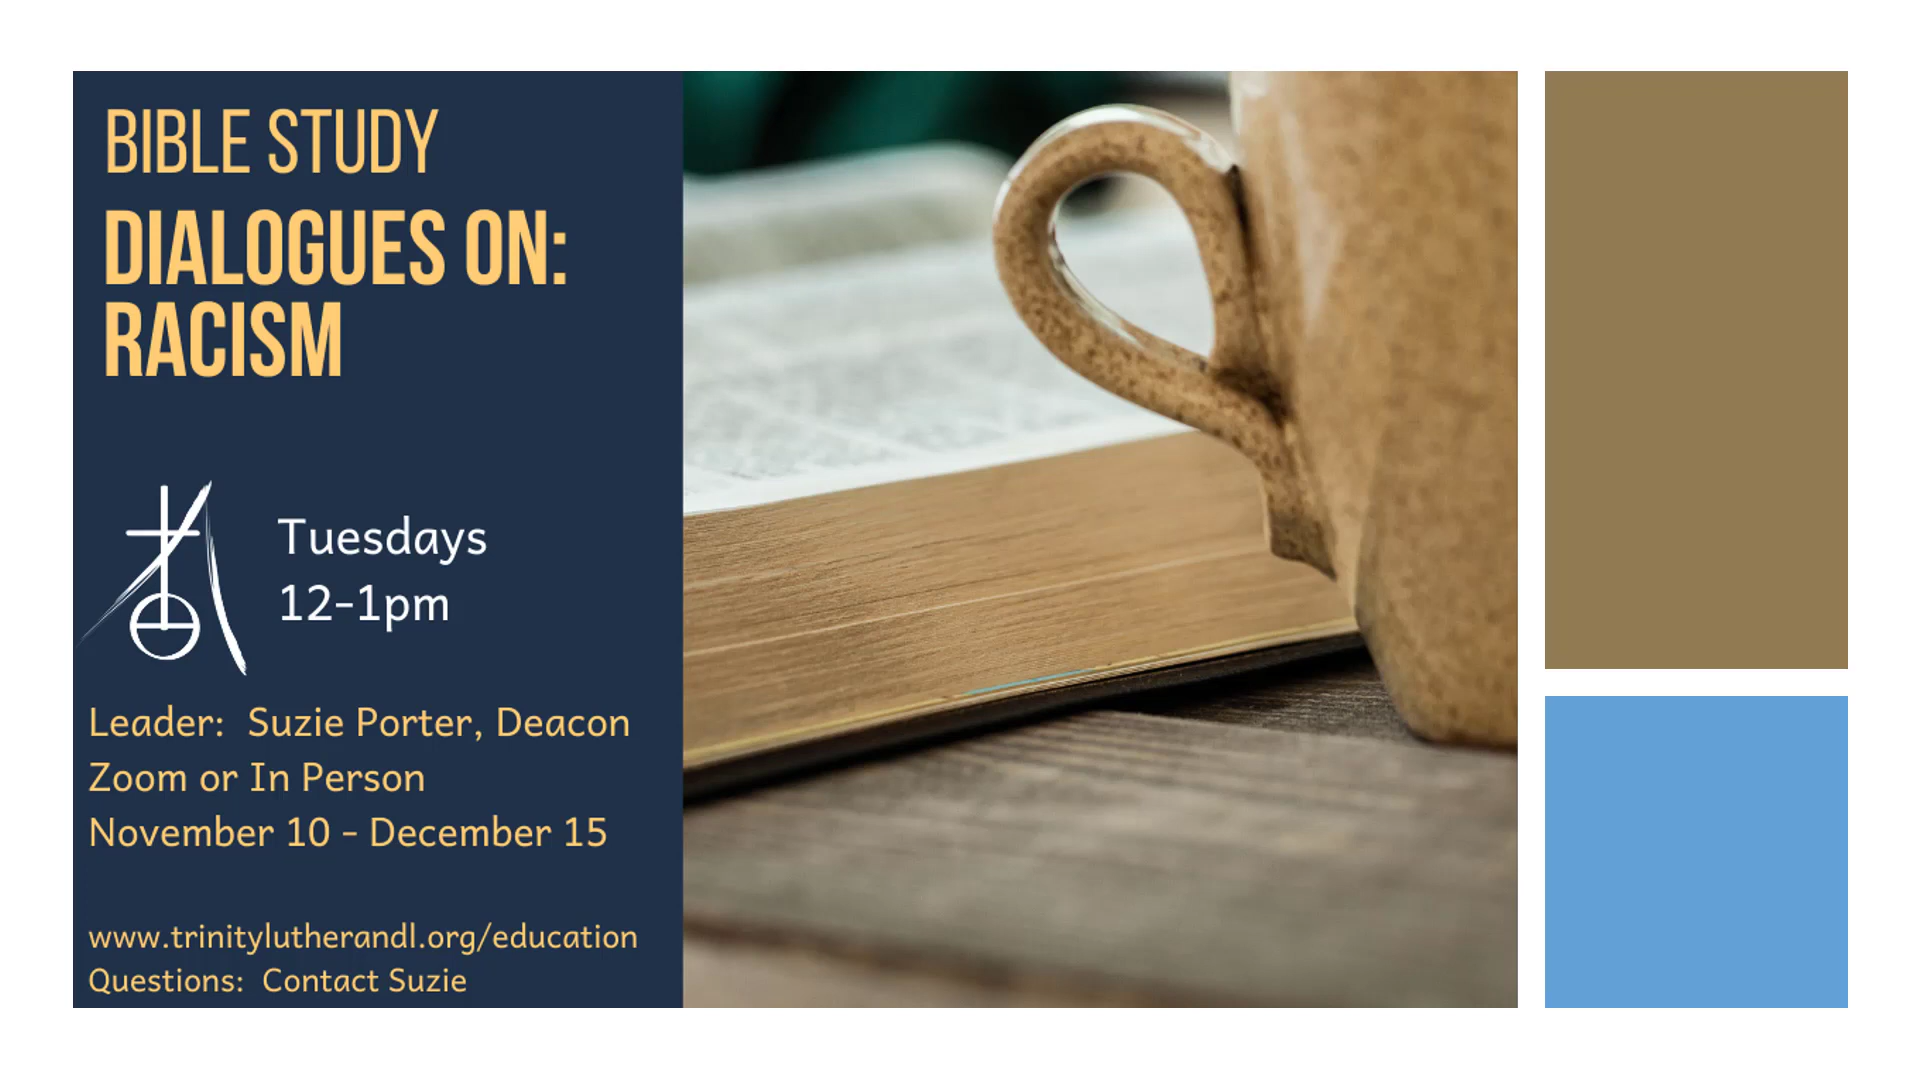 BIBLE STUDY
DIALOGUES ON:
RACISM
Tuesdays
12-1pm
Leader: Suzie Porter, Deacon
Zoom or In Person
November 10 - December 15
www.trinitylutherandl.org/education
Questions: Contact Suzie